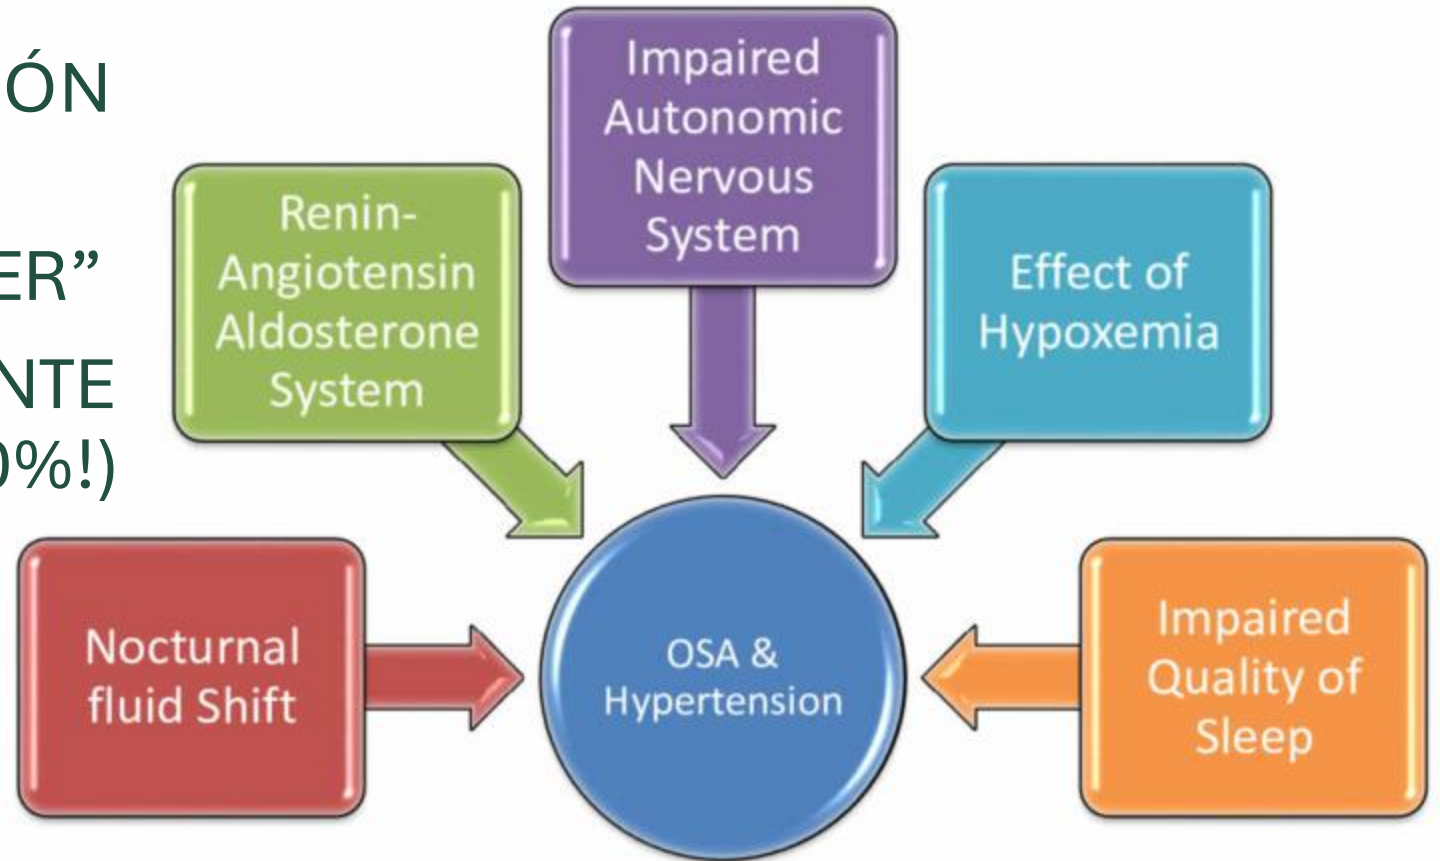 ÓN
ER”
NTE
0%!)
Impaired
Autonomic
Nervous
System
Renin-
Angiotensin
Aldosterone
System
Effect of
Hypoxemia
Nocturnal
fluid Shift
OSA &
Hypertension
Impaired
Quality of
Sleep